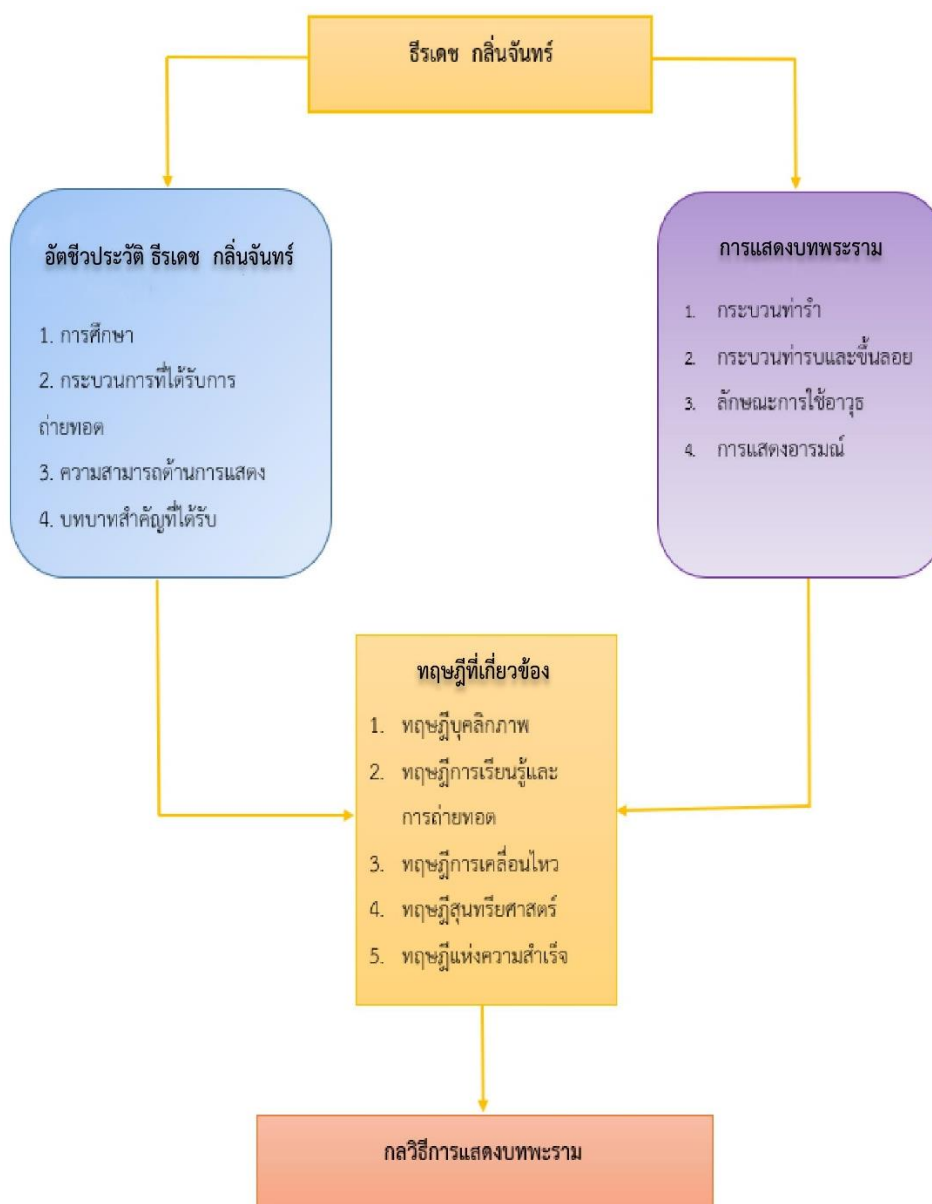 ธีรเดช กลิ่นจันทร์
อัตชีวประวัติ ธีรเดช กลิ่นจันทร์
1. การศึกษา
2. กระบวนการที่ได้รับการ
ถ่ายทอด
3. ความสามารถด้านการแสดง
4. บทบาทสำคัญที่ได้รับ
การแสดงบทพระราม
1. กระบวนท่ารำ
2. กระบวนท่ารบและขึ้นลอย
3. ลักษณะการใช้อาวุธ
4. การแสดงอารมณ์
ทฤษฎีที่เกี่ยวข้อง
1. ทฤษฎีบุคลิกภาพ
2. ทฤษฎีการเรียนรู้และ
การถ่ายทอด
3. ทฤษฎีการเคลื่อนไหว
4. ทฤษฎีสุนทรียศาสตร์
5. ทฤษฎีแห่งความสำเร็จ
กลวิธีการแสดงบทพะราม